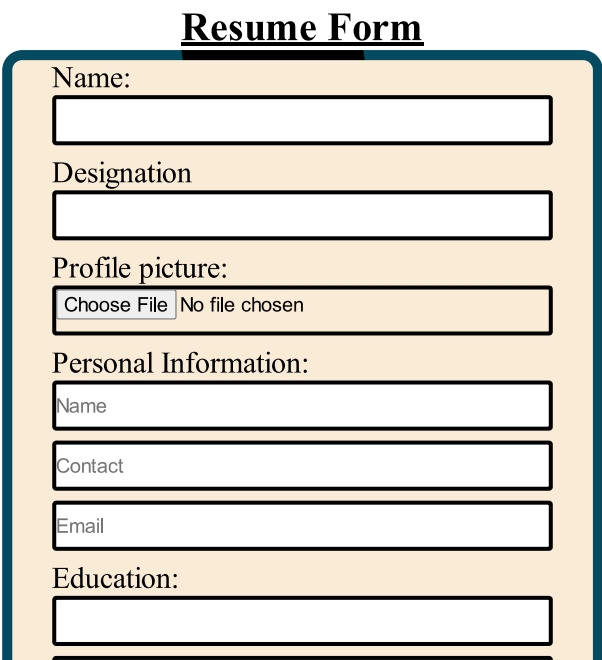 Resume Form
Name:
Designation
Profile picture:
Choose File No file chosen
Personal Information:
Name
Contact
Email
Education: